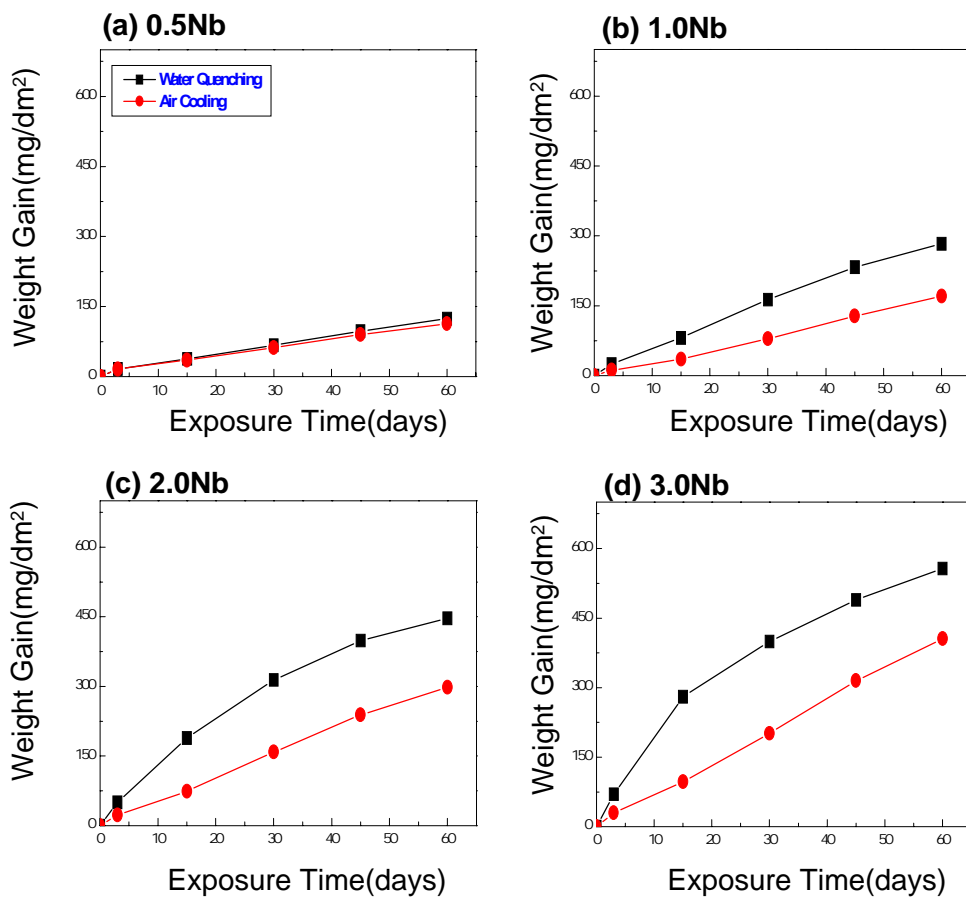 (a) 0.5Nb
Weight Gain(mg/dm²)
600
450
300
150
0
Water Quenching
Air Cooling
0 10 20 30 40 50 60
Exposure Time(days)
(b) 1.0Nb
Weight Gain(mg/dm²)
600
450
300
150
0
0 10 20 30 40 50 60
Exposure Time(days)
(c) 2.0Nb
Weight Gain(mg/dm²)
600
450
300
150
0
0 10 20 30 40 50 60
Exposure Time(days)
(d) 3.0Nb
Weight Gain(mg/dm²)
600
450
300
150
0
0 10 20 30 40 50 60
Exposure Time(days)